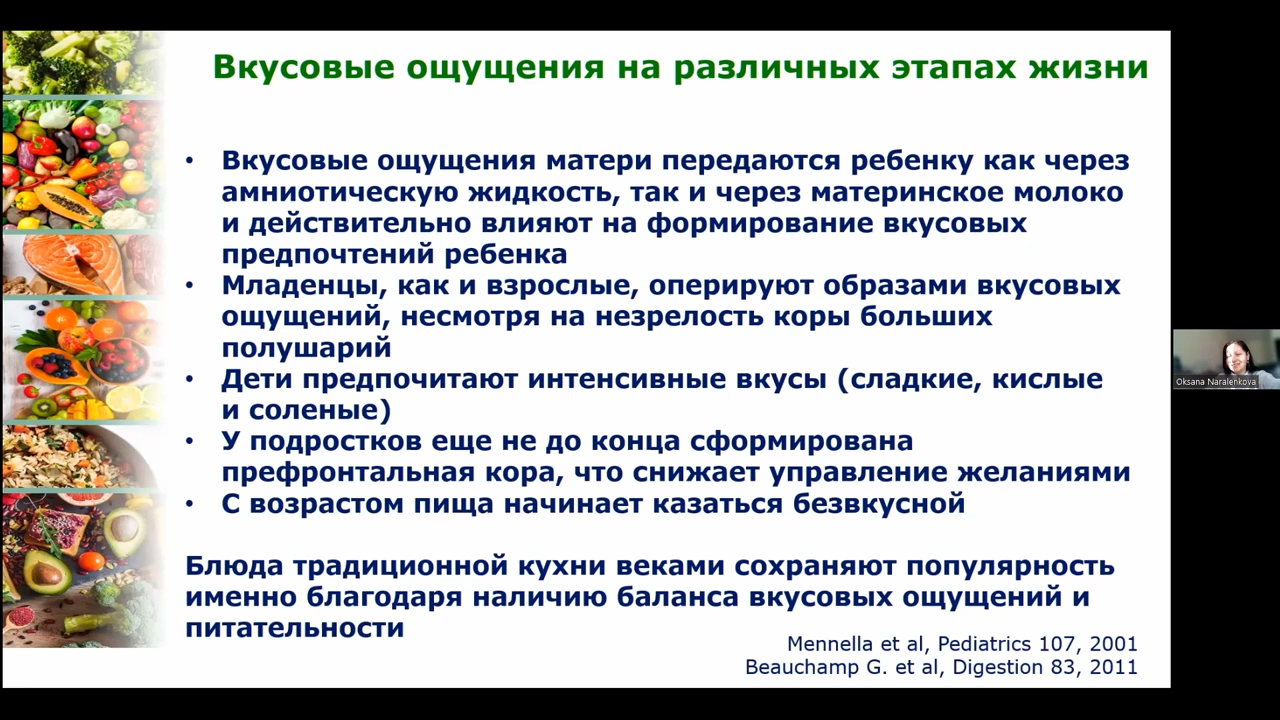 Вкусовые ощущения на различных этапах жизни
• Вкусовые ощущения матери передаются ребенку как через
амниотическую жидкость, так и через материнское молоко
и действительно влияют на формирование вкусовых
предпочтений ребенка
• Младенцы, как и взрослые, оперируют образами вкусовых
ощущений, несмотря на незрелость коры больших
полушарий
• Дети предпочитают интенсивные вкусы (сладкие, кислые
и соленые)
• У подростков еще не до конца сформирована
префронтальная кора, что снижает управление желаниями
• С возрастом пища начинает казаться безвкусной
Блюда традиционной кухни веками сохраняют популярность
именно благодаря наличию баланса вкусовых ощущений и
питательности
Mennella et al, Pediatrics 107, 2001
Beauchamp G. et al, Digestion 83, 2011
Oksana Naralenkova